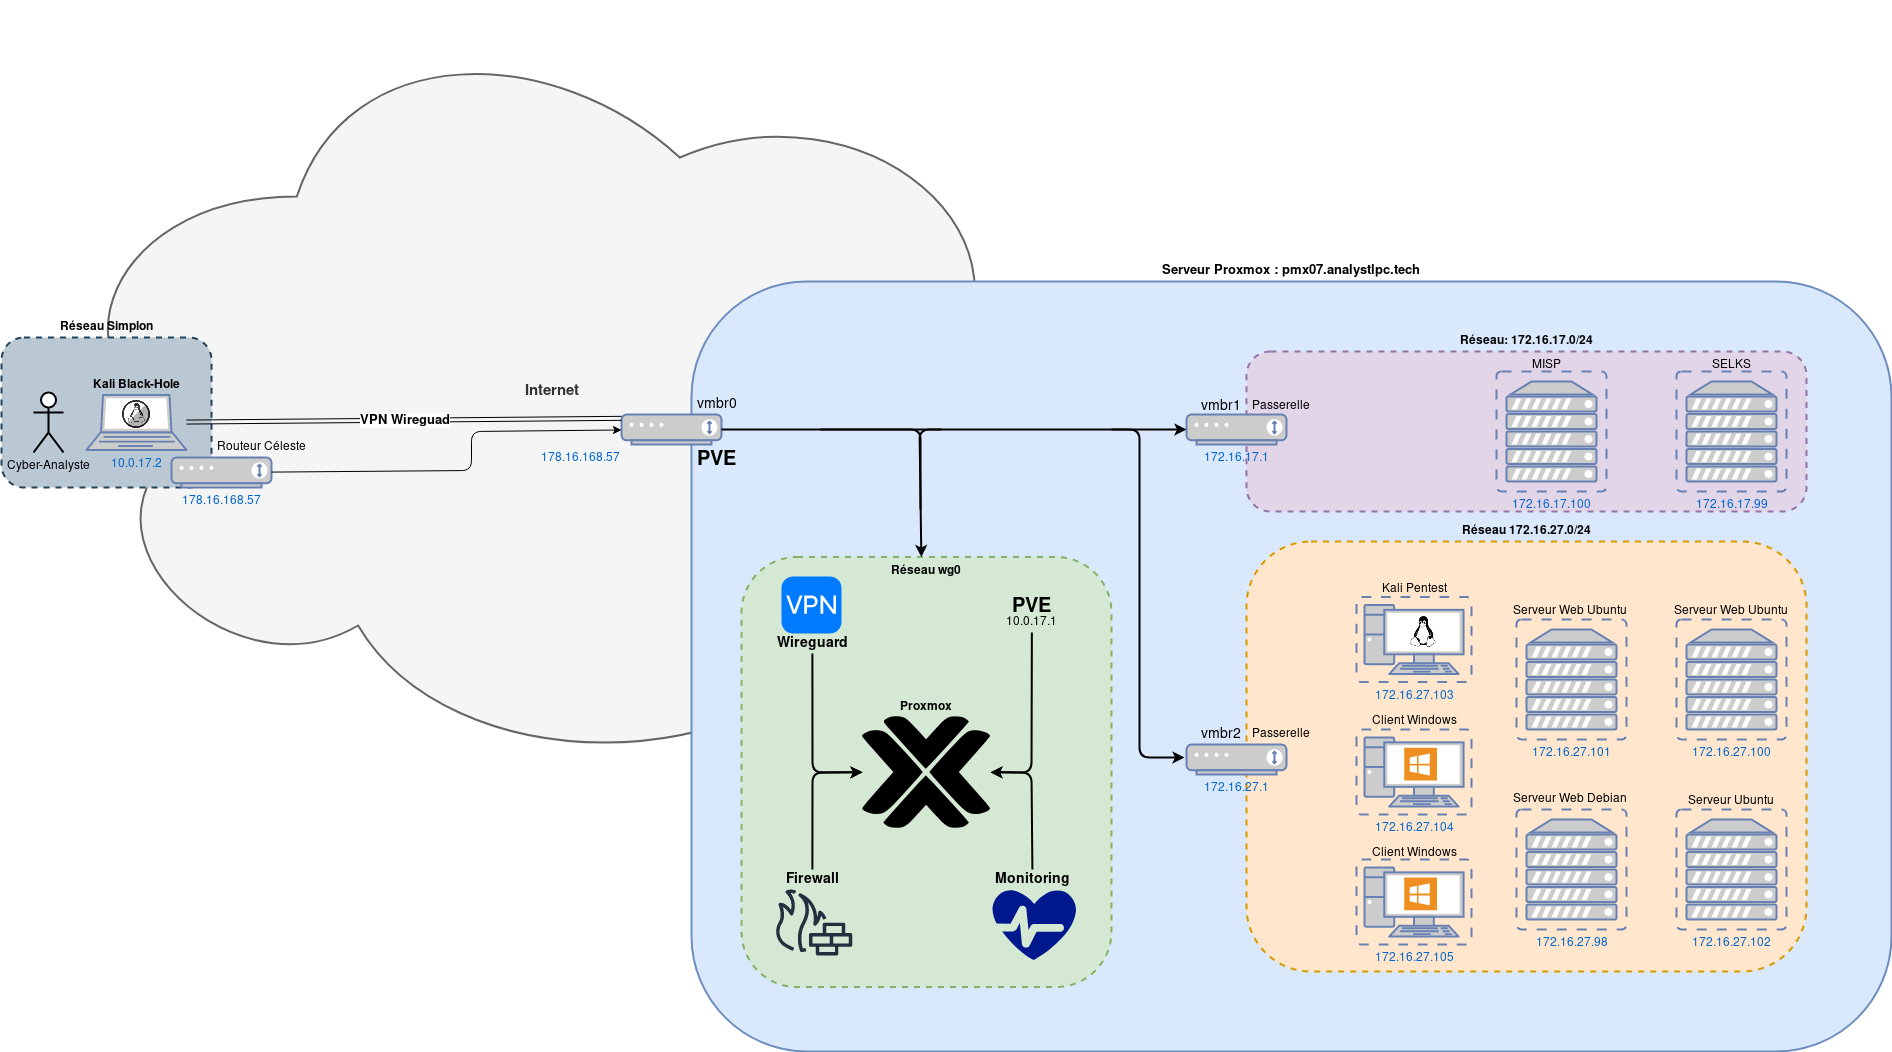 Serveur Proxmox : pmx07.analystlpc.tech
Réseau Simplon
Kali Black-Hole
Cyber-Analyste
10.0.17.2
Routeur Céleste
178.16.168.57
Internet
VPN Wireguad
178.16.168.57
vmbr0
PVE
Réseau wg0
VPN
Wireguard
PVE
10.0.17.1
Proxmox
Firewall
Monitoring
vmbr1
Passerelle
172.16.17.1
Réseau: 172.16.17.0/24
MISP
172.16.17.100
SELKS
172.16.17.99
vmbr2
Passerelle
172.16.27.1
Réseau 172.16.27.0/24
Kali Pentest
172.16.27.103
Serveur Web Ubuntu
172.16.27.101
Serveur Web Ubuntu
172.16.27.100
Client Windows
172.16.27.104
Client Windows
172.16.27.105
Serveur Web Debian
172.16.27.98
Serveur Ubuntu
172.16.27.102